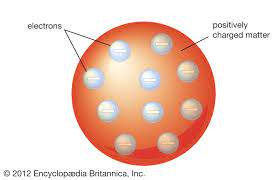 electrons
positively
charged matter
© 2012 Encyclopædia Britannica, Inc.